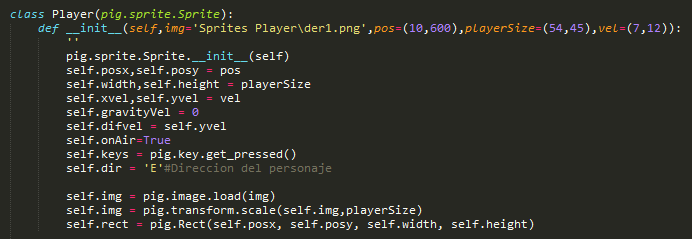 class Player(pig.sprite.Sprite):
    def __init__(self,img='Sprites Player\der1.png',pos=(10,600),playerSize=(54,45),vel=(7,12)):
        ''
        pig.sprite.Sprite.__init__(self)
        self.posx,self.posy = pos
        self.width,self.height = playerSize
        self.xvel,self.yvel = vel
        self.gravityVel = 0
        self.difvel = self.yvel
        self.onAir=True
        self.keys = pig.key.get_pressed()
        self.dir = 'E'#Direccion del personaje

        self.img = pig.image.load(img)
        self.img = pig.transform.scale(self.img,playerSize)
        self.rect = pig.Rect(self.posx, self.posy, self.width, self.height)